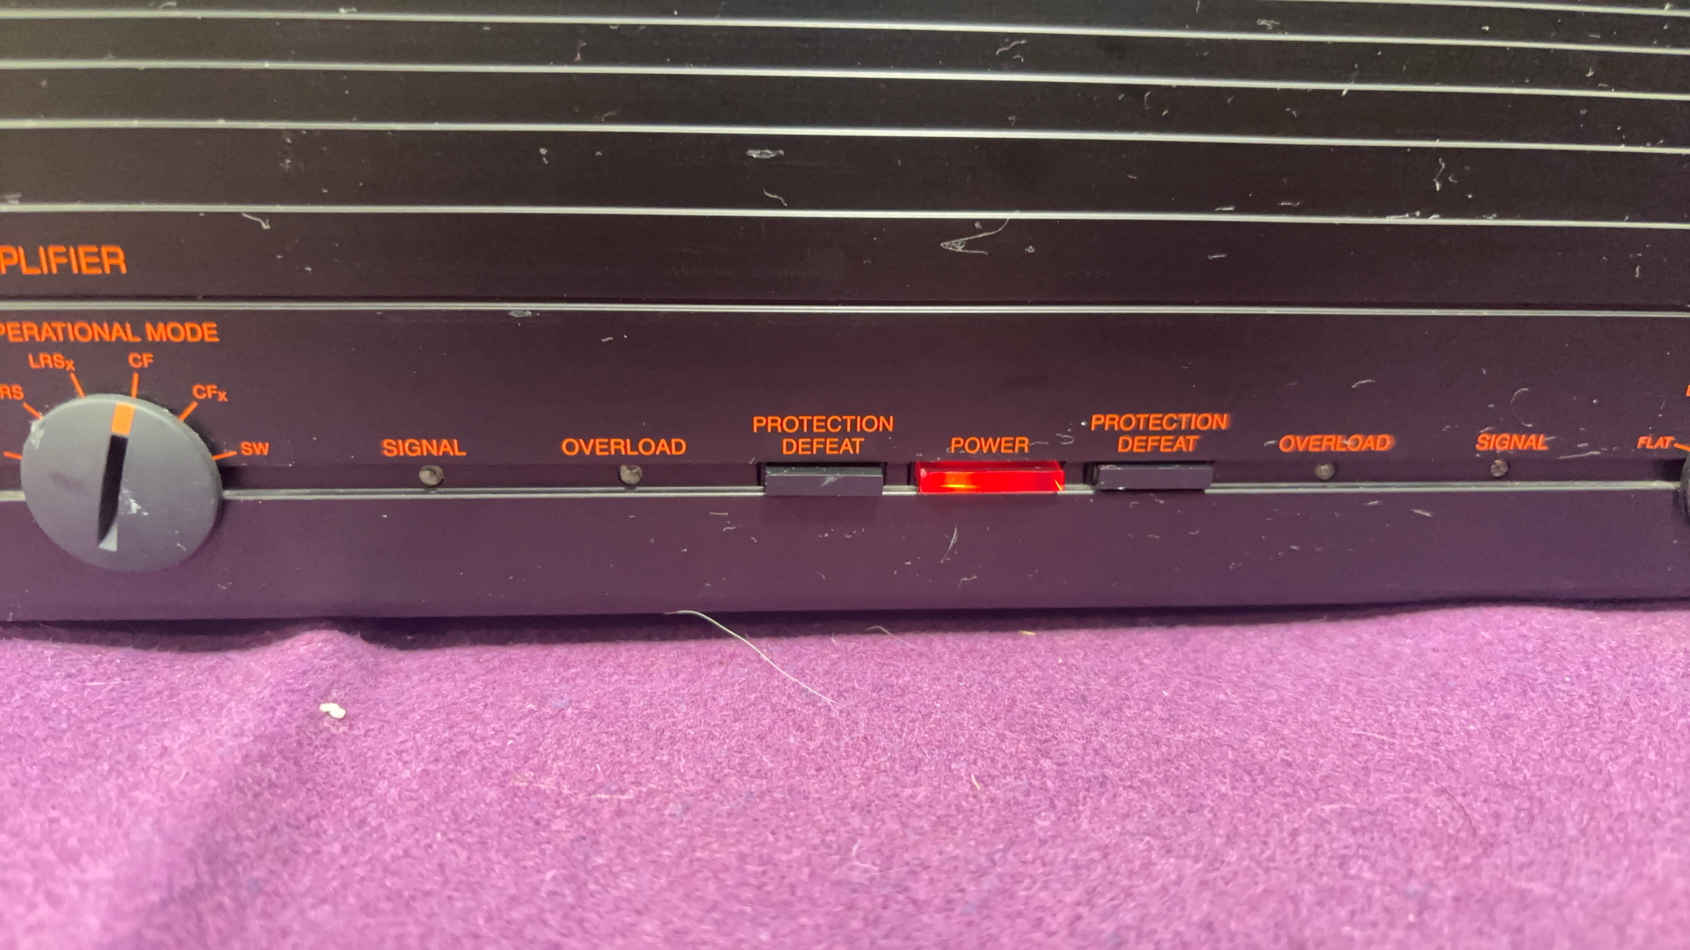 PLIFIER
PERATIONAL MODE
RS
LRSx
CF
CFx
SW
SIGNAL
OVERLOAD
PROTECTION
DEFEAT
POWER
PROTECTION
DEFEAT
OVERLOAD
SIGNAL
FLAT